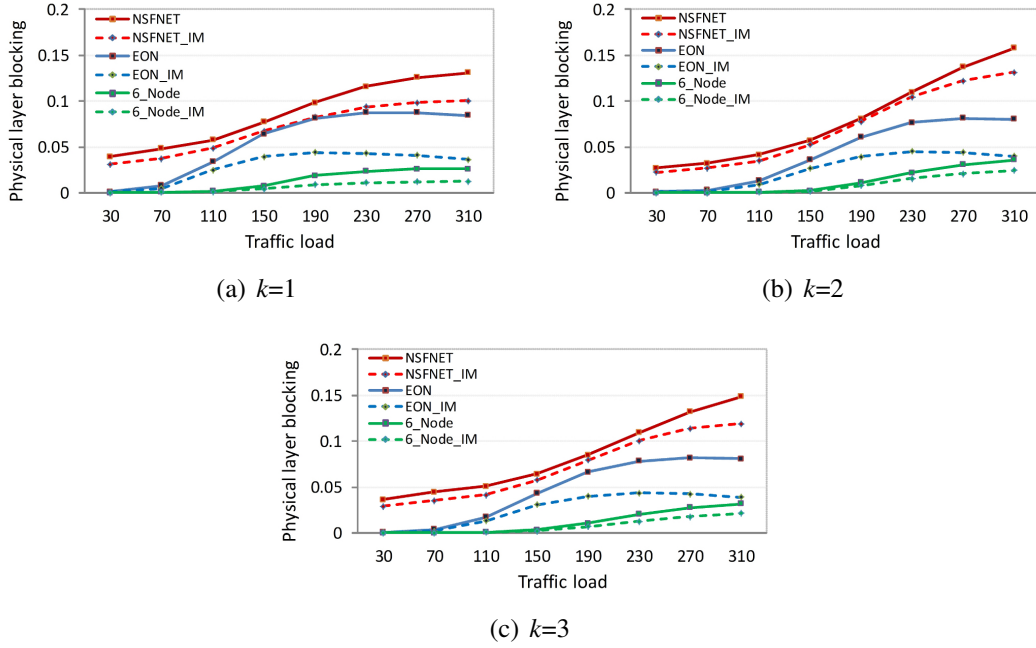 0.2
0.15
0.1
0.05
0
Physical layer blocking
NSFNET
NSFNET_IM
EON
EON_IM
6_Node
6_Node_IM
30 70 110 150 190 230 270 310
Traffic load
(a) k=1
0.2
0.15
0.1
0.05
0
Physical layer blocking
NSFNET
NSFNET_IM
EON
EON_IM
6_Node
6_Node_IM
30 70 110 150 190 230 270 310
Traffic load
(b) k=2
0.2
0.15
0.1
0.05
0
Physical layer blocking
NSFNET
NSFNET_IM
EON
EON_IM
6_Node
6_Node_IM
30 70 110 150 190 230 270 310
Traffic load
(c) k=3